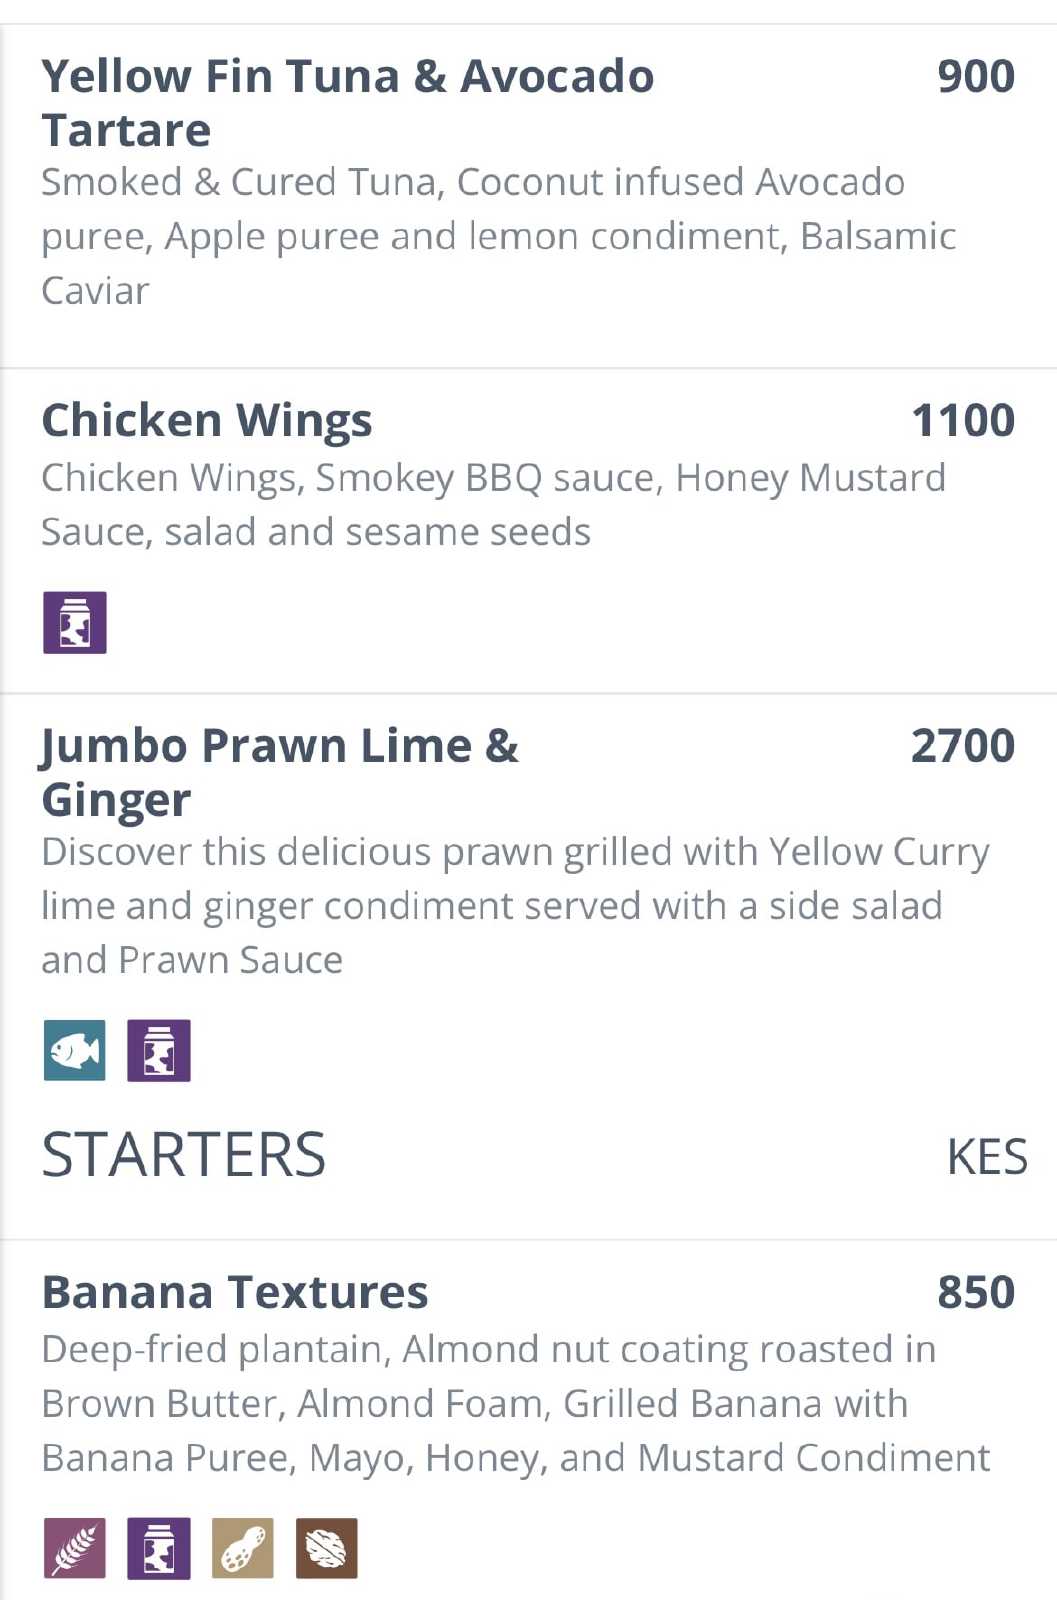 Yellow Fin Tuna & Avocado 900
Tartare
Smoked & Cured Tuna, Coconut infused Avocado
puree, Apple puree and lemon condiment, Balsamic
Caviar
Chicken Wings 1100
Chicken Wings, Smokey BBQ sauce, Honey Mustard
Sauce, salad and sesame seeds
Jumbo Prawn Lime & 2700
Ginger
Discover this delicious prawn grilled with Yellow Curry
lime and ginger condiment served with a side salad
and Prawn Sauce
STARTERS KES
Banana Textures 850
Deep-fried plantain, Almond nut coating roasted in
Brown Butter, Almond Foam, Grilled Banana with
Banana Puree, Mayo, Honey, and Mustard Condiment